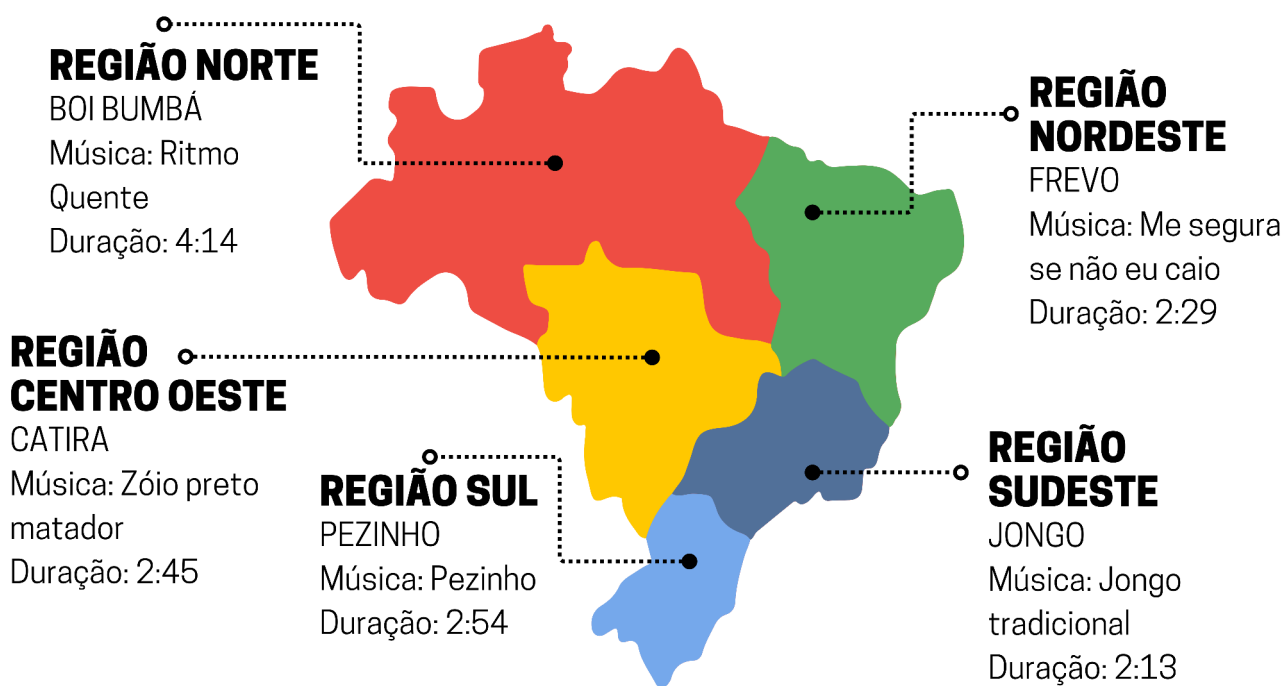 REGIÃO NORTE
BOI BUMBÁ
Música: Ritmo
Quente
Duração: 4:14
REGIÃO
NORDESTE
FREVO
Música: Me segura
se não eu caio
Duração: 2:29
REGIÃO
CENTRO OESTE
CATIRA
Música: Zóio preto
matador
Duração: 2:45
REGIÃO SUL
PEZINHO
Música: Pezinho
Duração: 2:54
REGIÃO
SUDESTE
JONGO
Música: Jongo
tradicional
Duração: 2:13